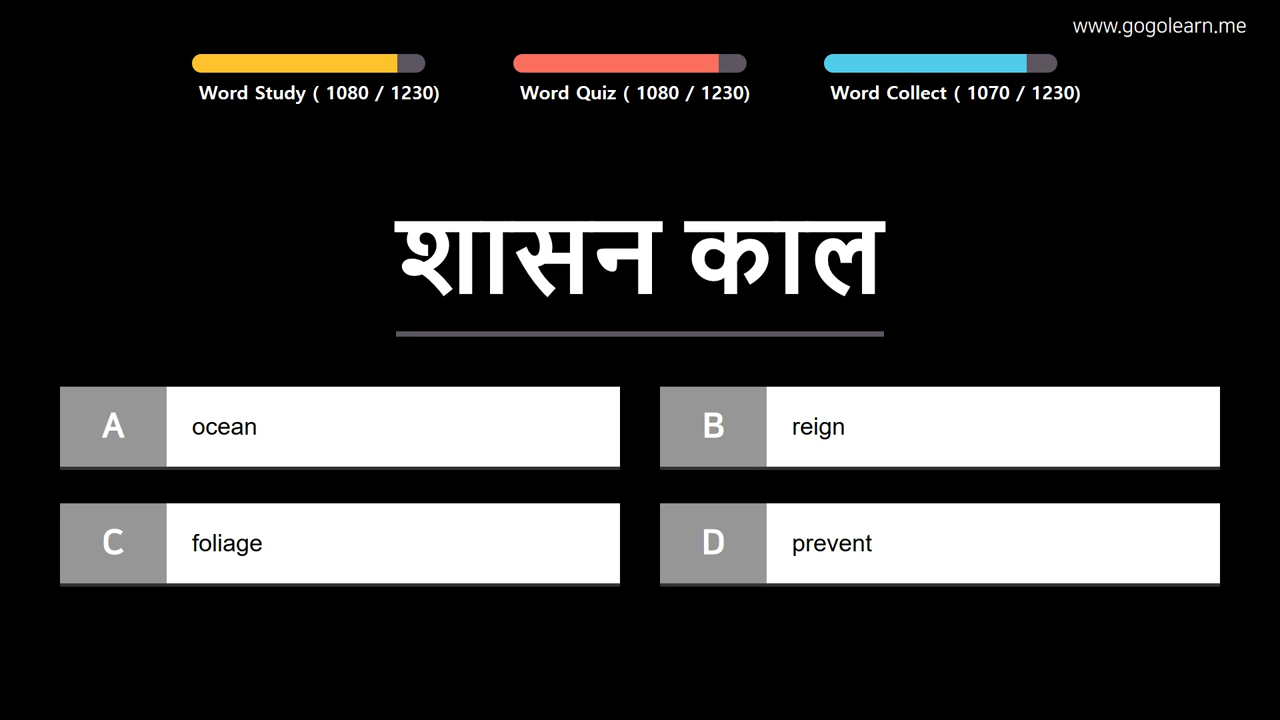 www.gogolearn.me
Word Study ( 1080 / 1230)
Word Quiz ( 1080 / 1230)
Word Collect ( 1070 / 1230)
शासन काल
A
ocean
B
reign
C
foliage
D
prevent